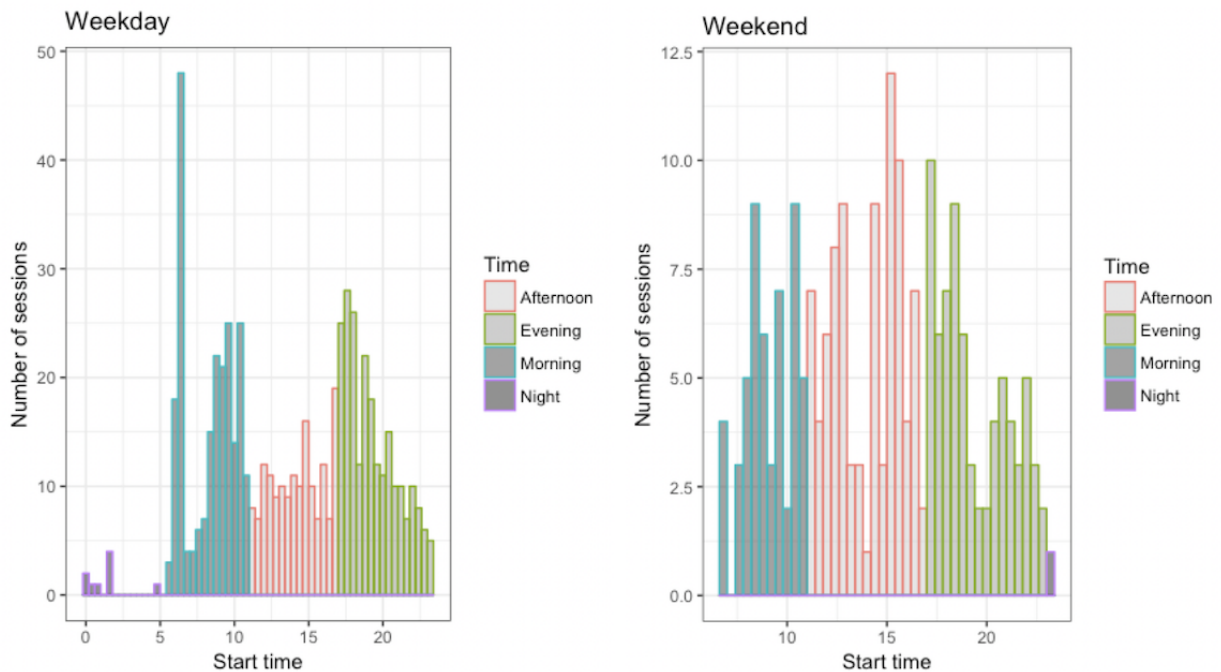 Weekday
50
40
30
20
10
0
Number of sessions
0 5 10 15 20
Start time
Time
Afternoon
Evening
Morning
Night
Weekend
12.5
10.0
7.5
5.0
2.5
0.0
Number of sessions
10 15 20
Start time
Time
Afternoon
Evening
Morning
Night